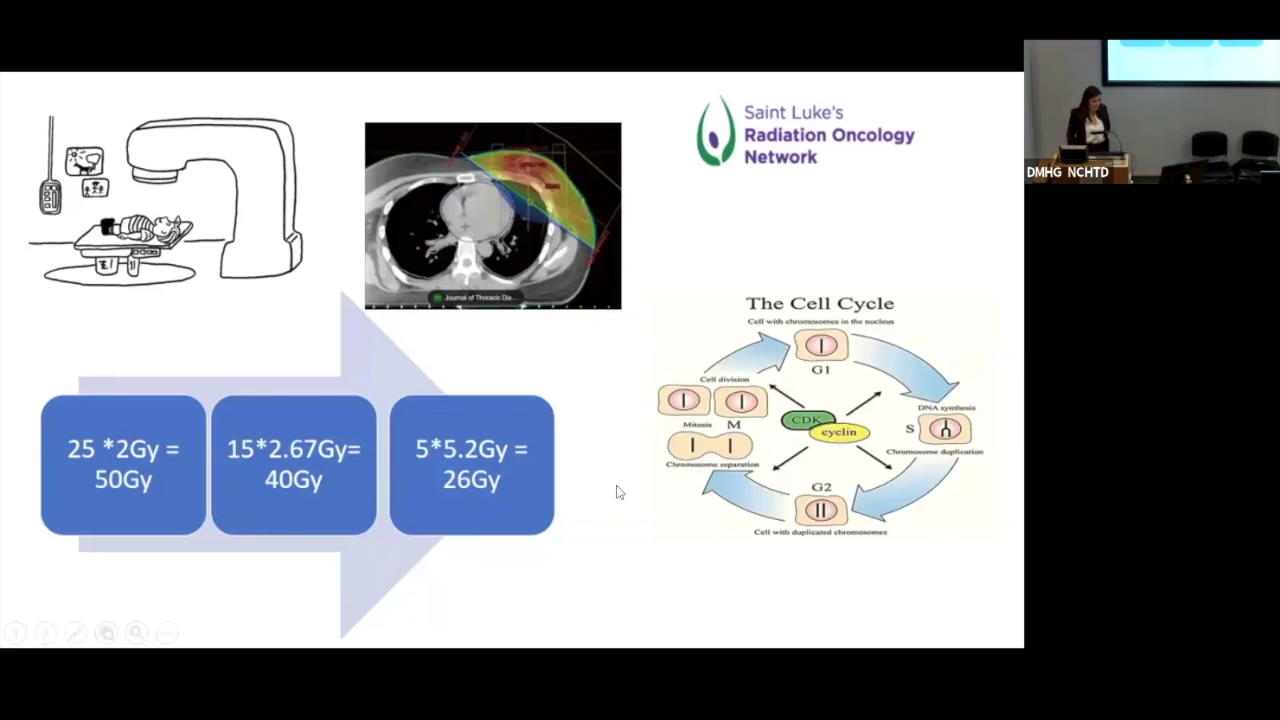 Saint Luke's
Radiation Oncology
Network
DMHG NCHTD
Journal of Thoracic Dis...
The Cell Cycle
Cell with chromosomes in the nucleus
G1
Cell division
DNA synthesis
CDK
cyclin
S
Mitosis M
Chromosome duplication
Chromosome separation
G2
Cell with duplicated chromosomes
25 *2Gy =
50Gy
15*2.67Gy=
40Gy
5*5.2Gy =
26Gy